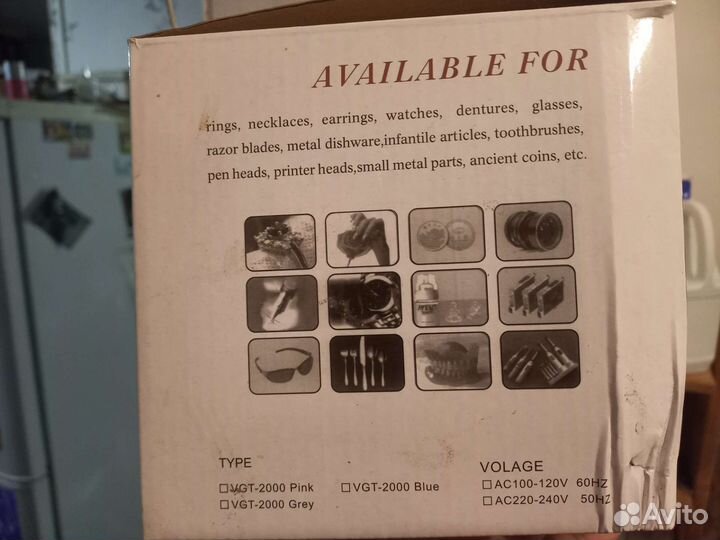 AVAILABLE FOR
rings, necklaces, earrings, watches, dentures, glasses,
razor blades, metal dishware,infantile articles, toothbrushes,
pen heads, printer heads,small metal parts, ancient coins, etc.
TYPE
□VGT-2000 Pink □VGT-2000 Blue
□VGT-2000 Grey
VOLAGE
□AC100-120V 60HZ
□AC220-240V 50HZ
Avito